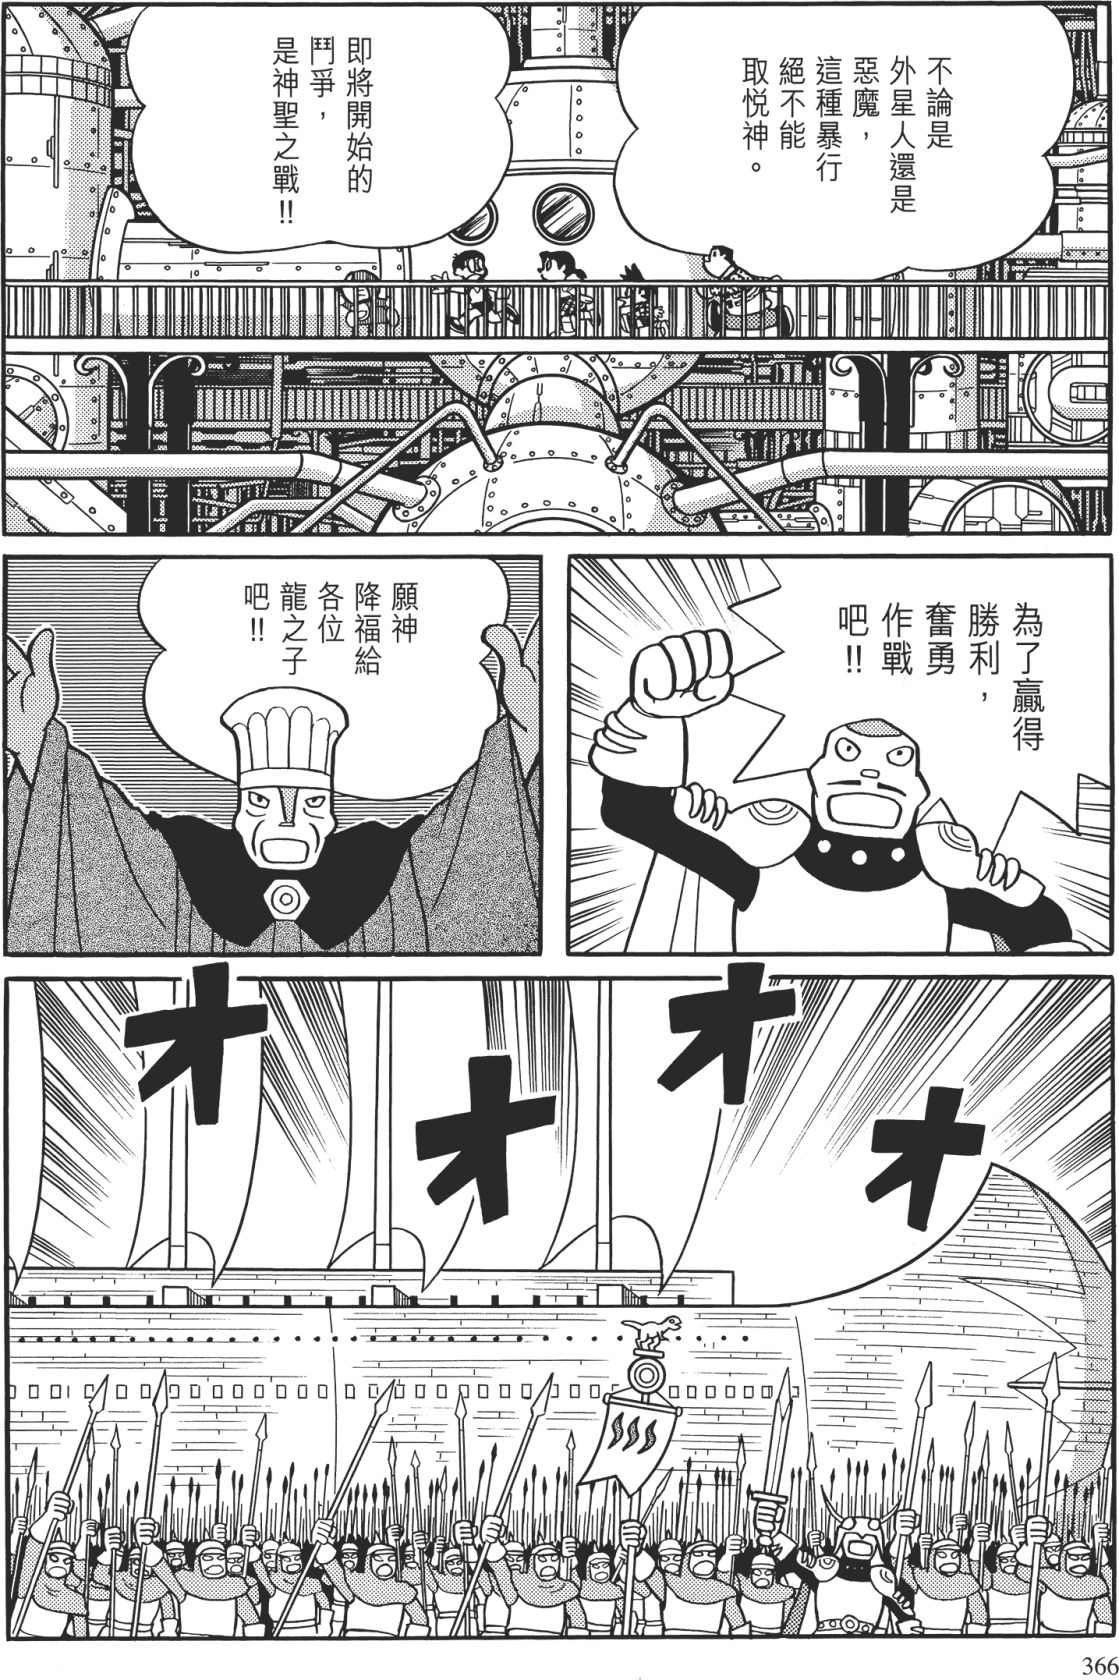 不論是
外星人還是
惡魔，
這種暴行
絕不能
取悅神。
即將開始的
鬥爭，
是神聖之戰!!
為了贏得
勝利，
奮勇
作戰
吧!!
願神
降福給
各位
龍之子
吧!!
オ
オ
オ
オ
366